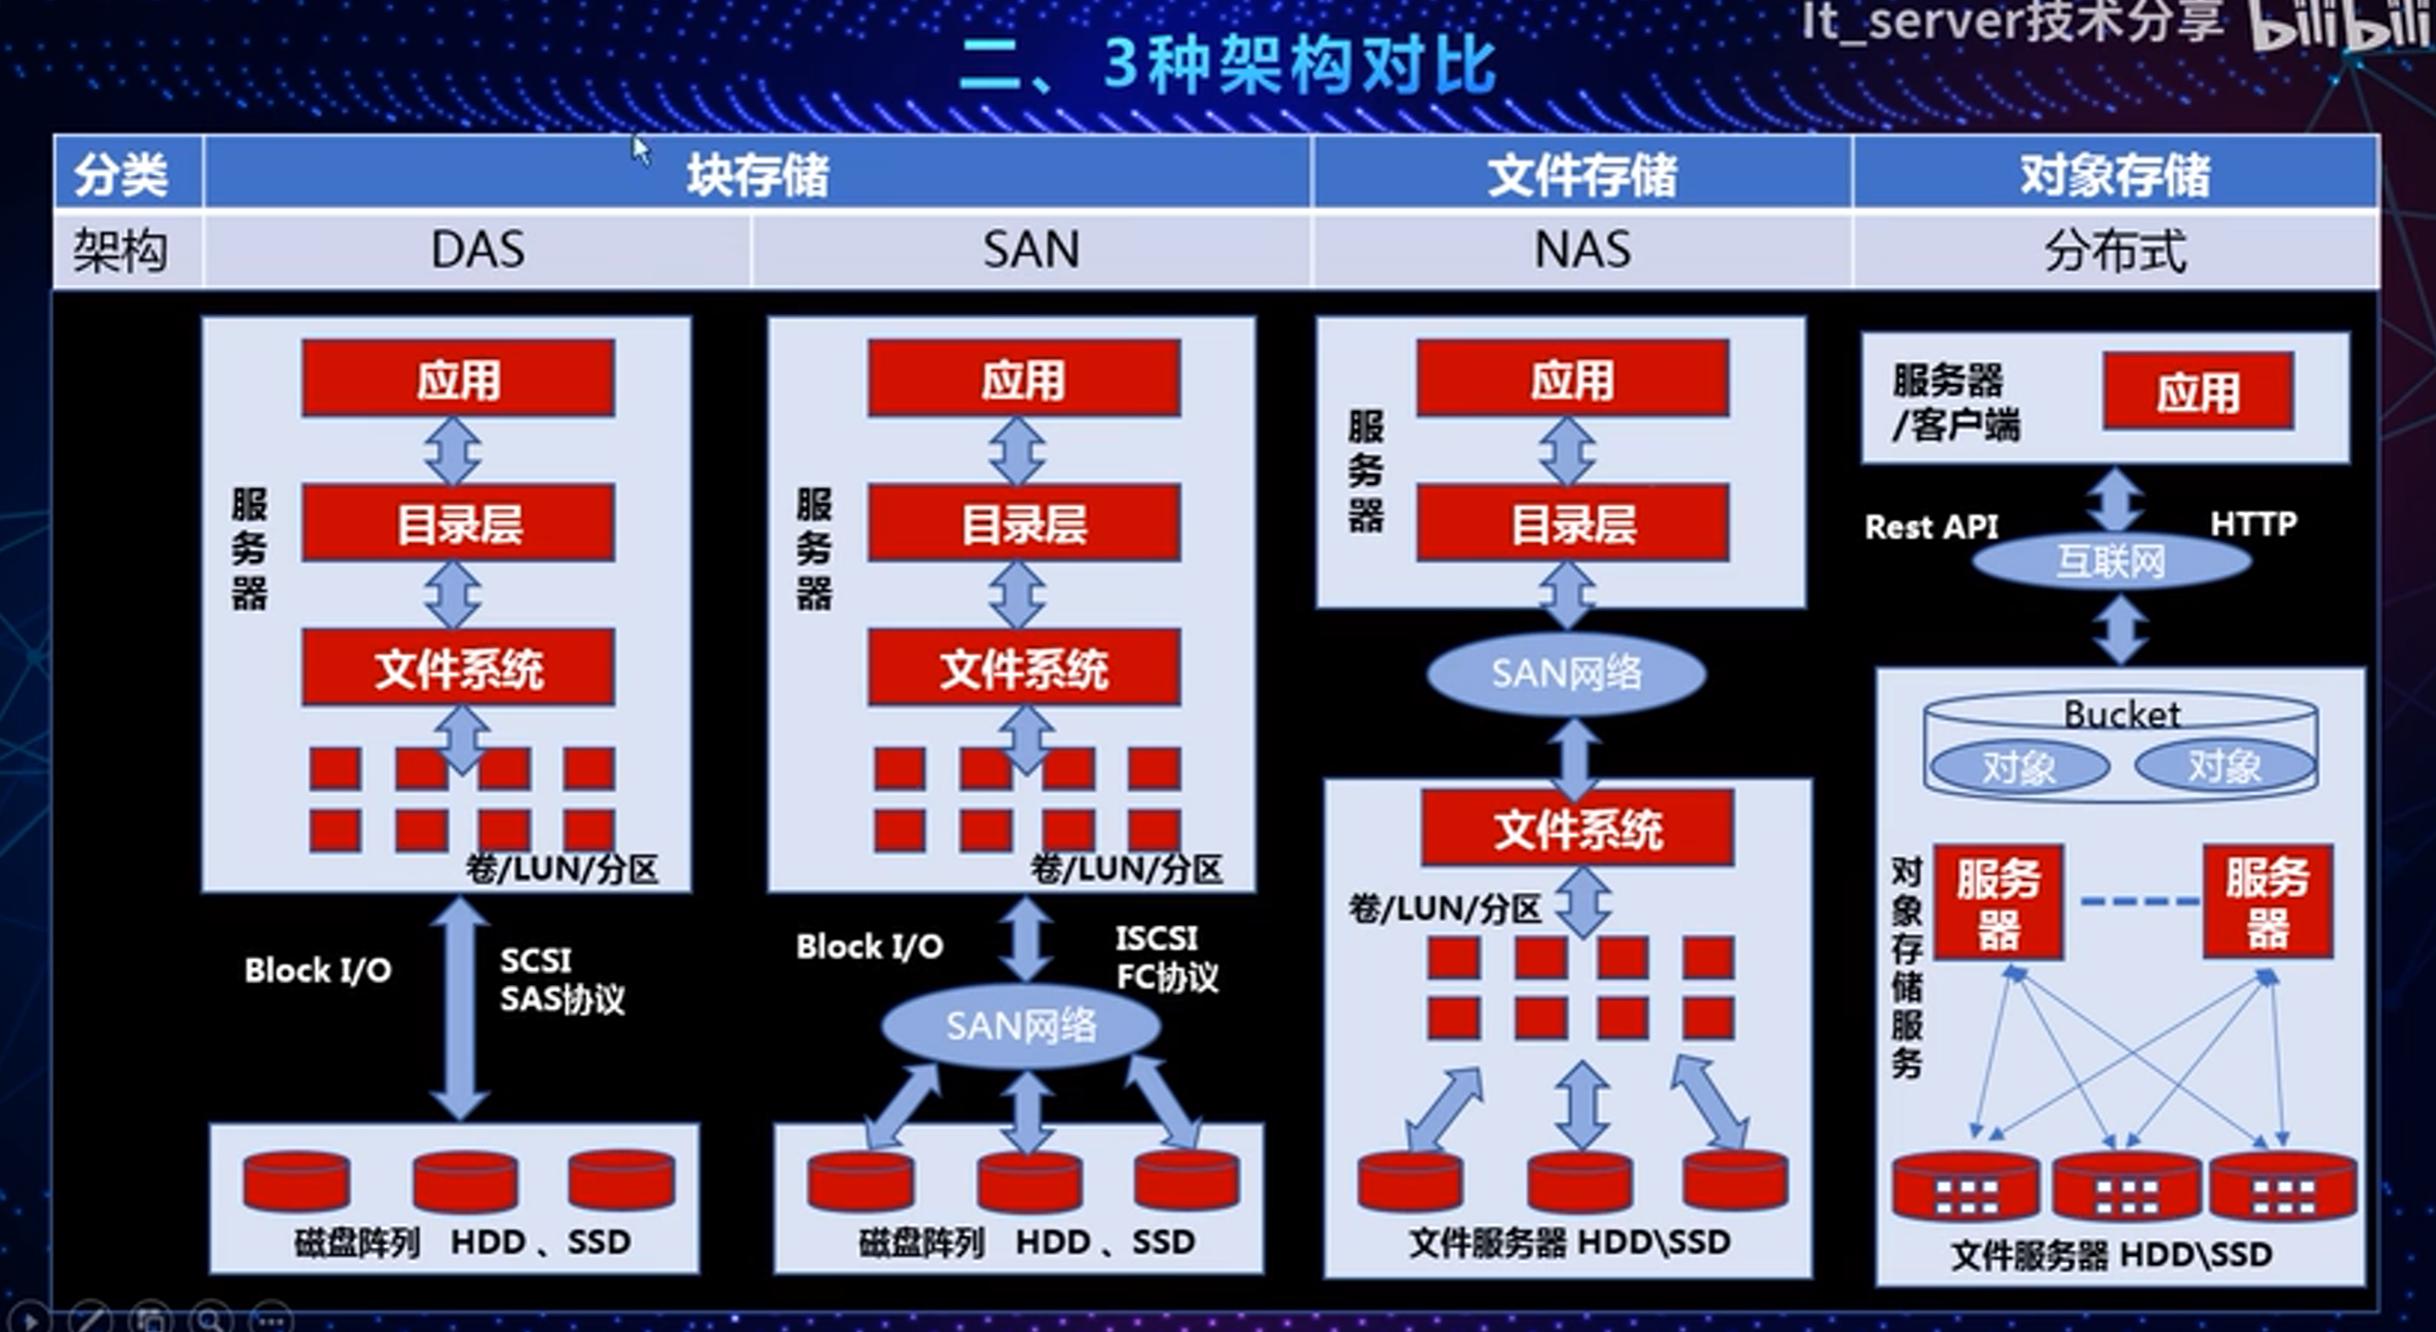 It_server技术分享 bilibili
二、3种架构对比
分类 块存储 文件存储 对象存储
架构 DAS SAN NAS 分布式
应用
目录层
文件系统
服务器
卷/LUN/分区
Block I/O
SCSI
SAS协议
磁盘阵列 HDD 、SSD
应用
目录层
文件系统
服务器
卷/LUN/分区
Block I/O
ISCSI
FC协议
SAN网络
磁盘阵列 HDD 、SSD
应用
目录层
服务器
SAN网络
文件系统
卷/LUN/分区
文件服务器 HDD\SSD
服务器
/客户端
应用
Rest API
HTTP
互联网
Bucket
对象 对象
对象存储服务
服务
器
服务
器
文件服务器 HDD\SSD